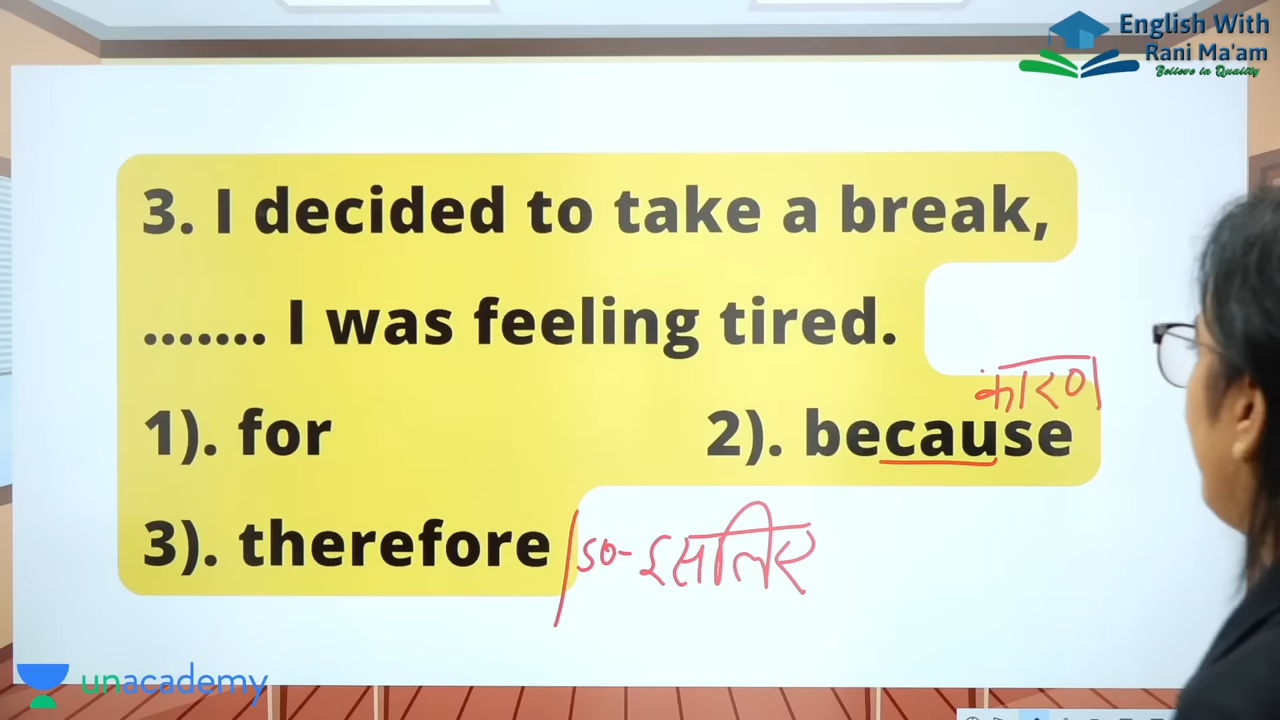 English With
Rani Ma'am
Believe in Quality
3. I decided to take a break,
....... I was feeling tired.
कारण
1). for 2). because
3). therefore / so- इसलिए
unacademy